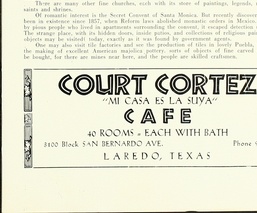 There are many other fine churches, each with its store of paintings, legends,
saints and shrines.
Of romantic interest is the Secret Convent of Santa Monica. But recently discovered
been in existence since 1857, when Reform laws abolished monastic orders in Mexico.
by pious people who lived in apartments surrounding the convent, it escaped detection
The strange place, with its hidden doors, inside patios, and collections of religious
objects may be visited) today, exactly as it was found by government agents.
One may also visit tile factories and see the production of tiles in lovely Puebla,
the making of excellent American majolica pottery, sorts of objects of fine carved
be bought, for there are mines near here, and the people are skilled craftsmen.
COURT CORTEZ
"MI CASA ES LA SUYA"
CAFE
40 ROOMS - EACH WITH BATH
3100 Block SAN BERNARDO AVE. Phone
LAREDO, TEXAS